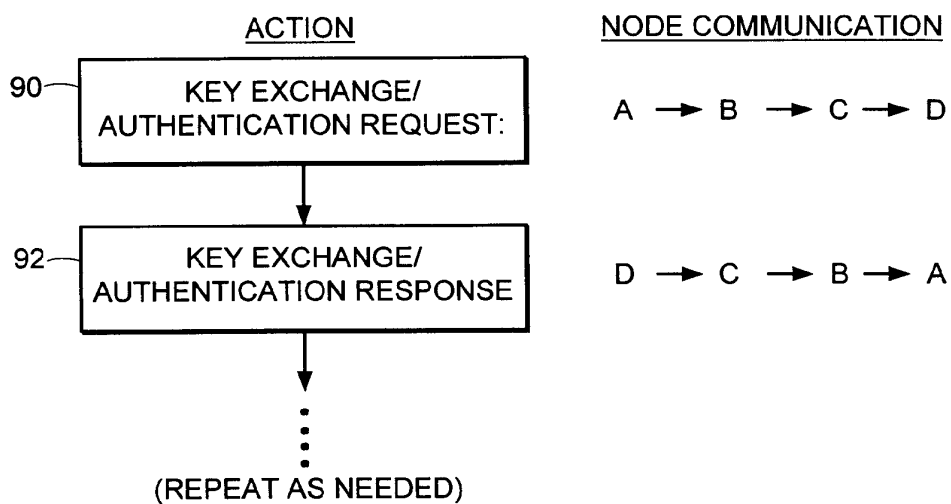 ACTION
NODE COMMUNICATION
90
KEY EXCHANGE/
AUTHENTICATION REQUEST:
A → B → C → D
92
KEY EXCHANGE/
AUTHENTICATION RESPONSE
D → C → B → A
(REPEAT AS NEEDED)